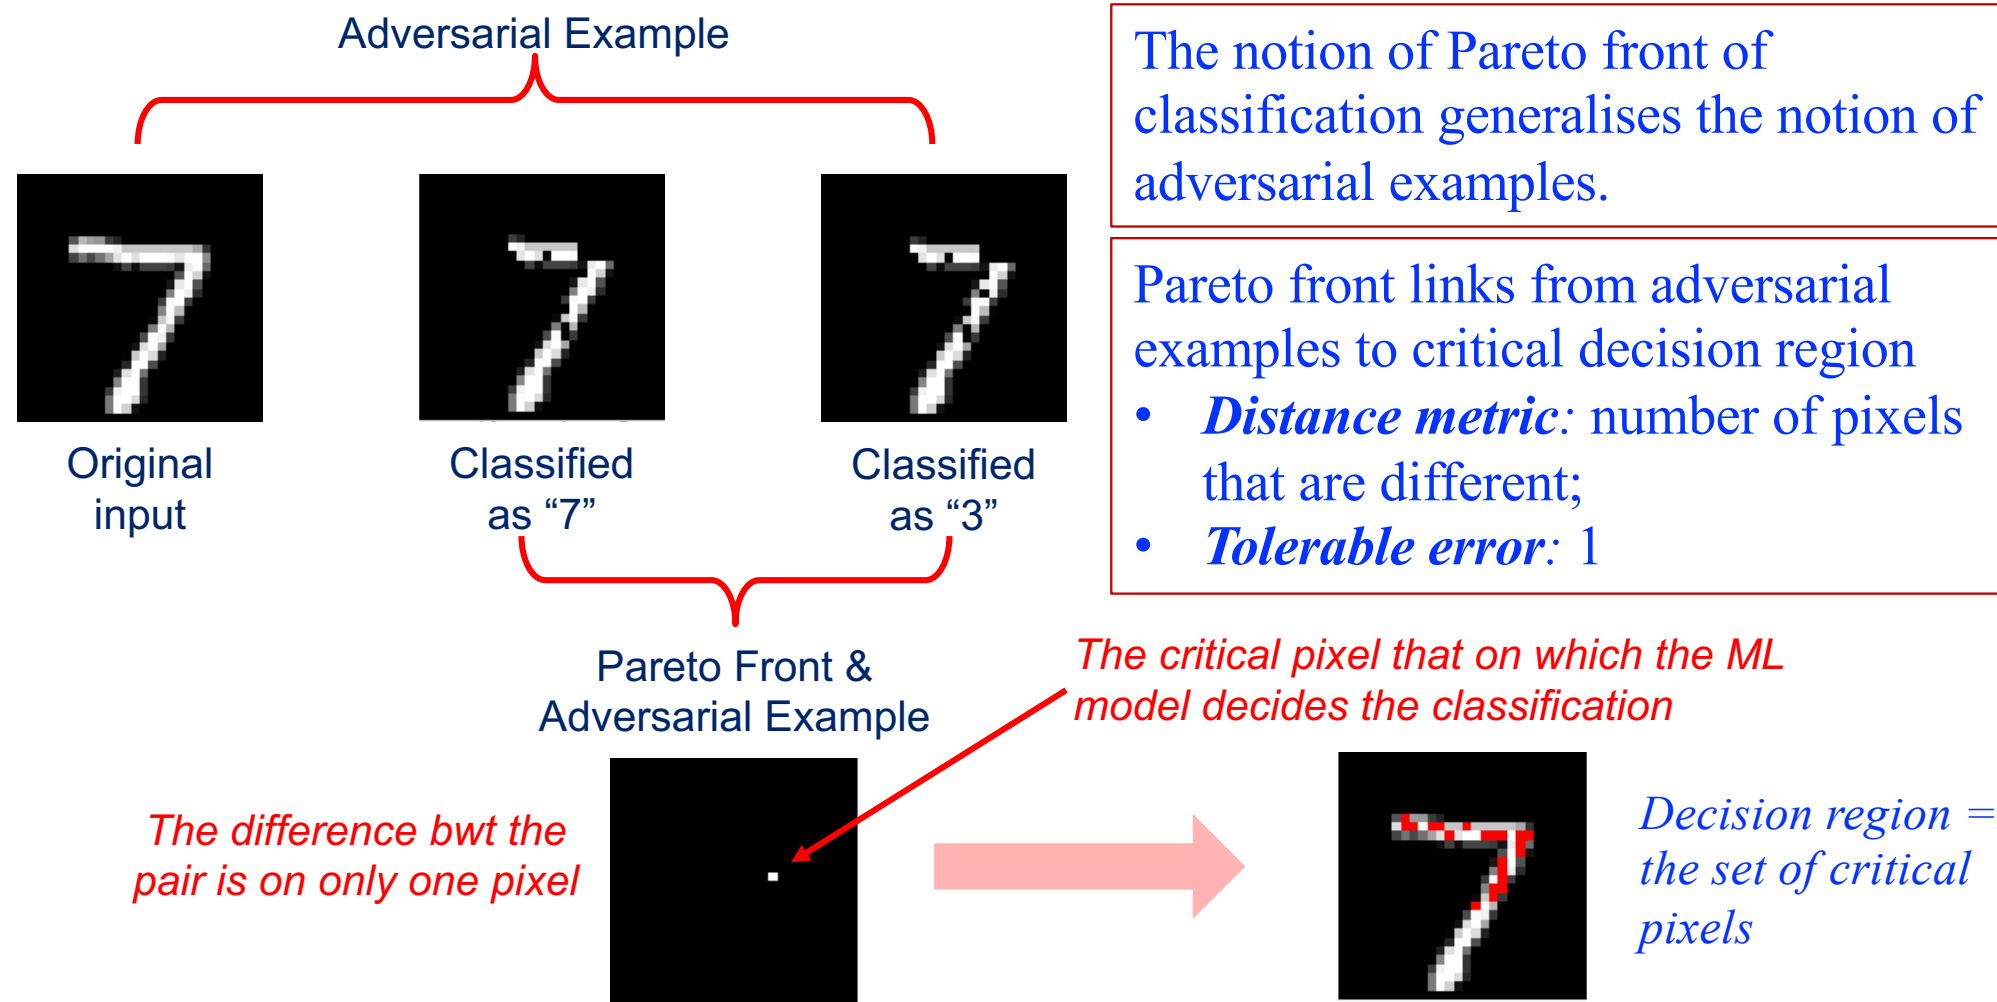 Adversarial Example
Original
input
Classified
as “7”
Classified
as “3”
Pareto Front &
Adversarial Example
The difference bwt the
pair is on only one pixel
The critical pixel that on which the ML
model decides the classification
The notion of Pareto front of
classification generalises the notion of
adversarial examples.
Pareto front links from adversarial
examples to critical decision region
• Distance metric: number of pixels
that are different;
• Tolerable error: 1
Decision region =
the set of critical
pixels